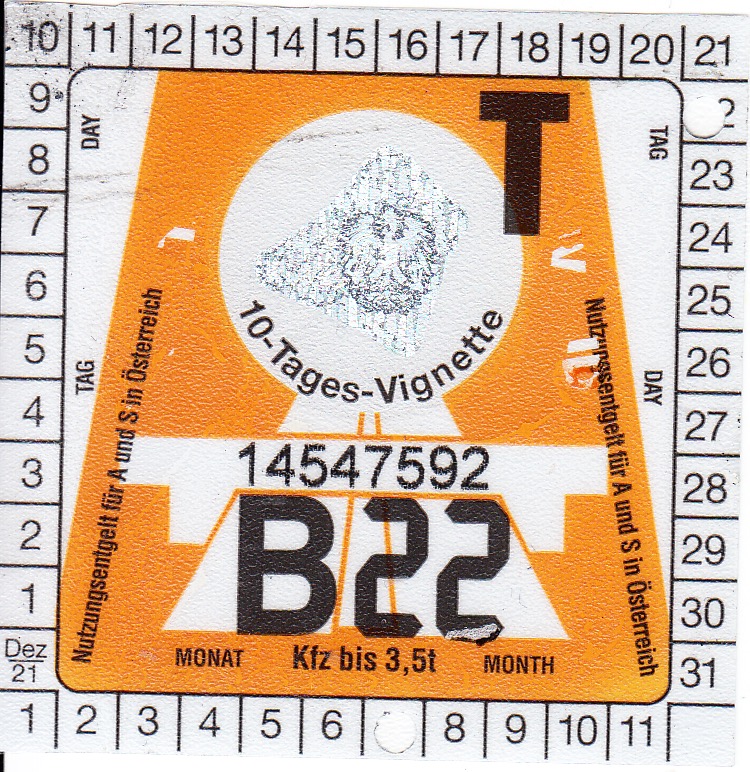 10 11 12 13 14 15 16 17 18 19 20 21
9
8
7
6
5
4
3
2
1
Dez
21
1 2 3 4 5 6 8 9 10 11
2
23
24
25
26
27
28
29
30
31
DAY
TAG
TAG
DAY
T
10-Tages-Vignette
Nutzungsentgelt für A und S in Österreich
Nutzungsentgelt für A und S in Österreich
14547592
B22
MONAT Kfz bis 3,5t MONTH